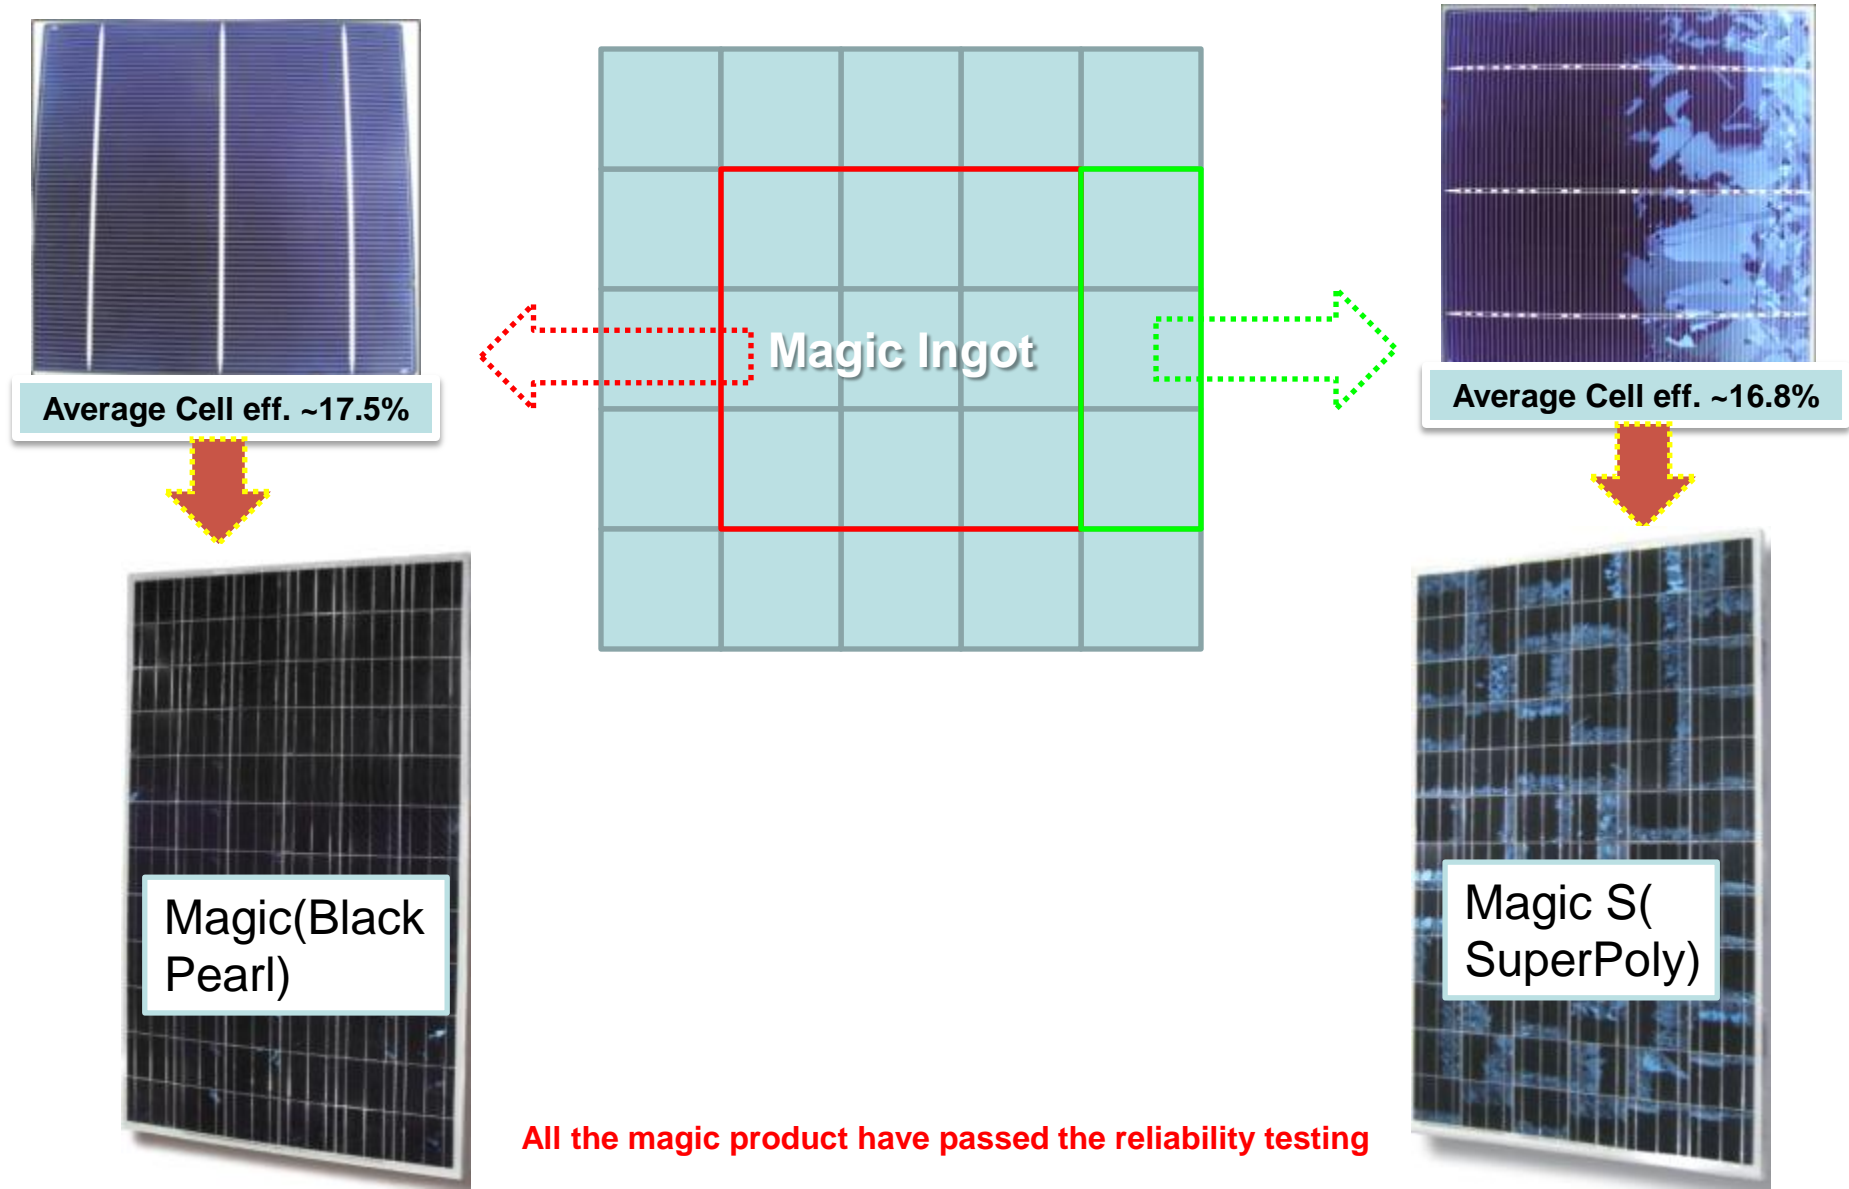 Magic Ingot
Average Cell eff. ~17.5%
Average Cell eff. ~16.8%
Magic(Black
Pearl)
Magic S(
SuperPoly)
All the magic product have passed the reliability testing